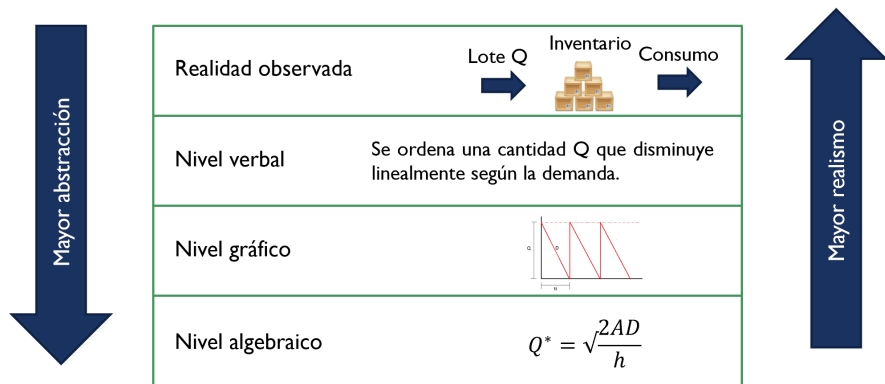 Mayor abstracción
Realidad observada
Lote Q
Inventario
Consumo
Nivel verbal
Se ordena una cantidad Q que disminuye
linealmente según la demanda.
Nivel gráfico
Q
D
Nivel algebraico
Q* = √(2AD/h)
Mayor realismo